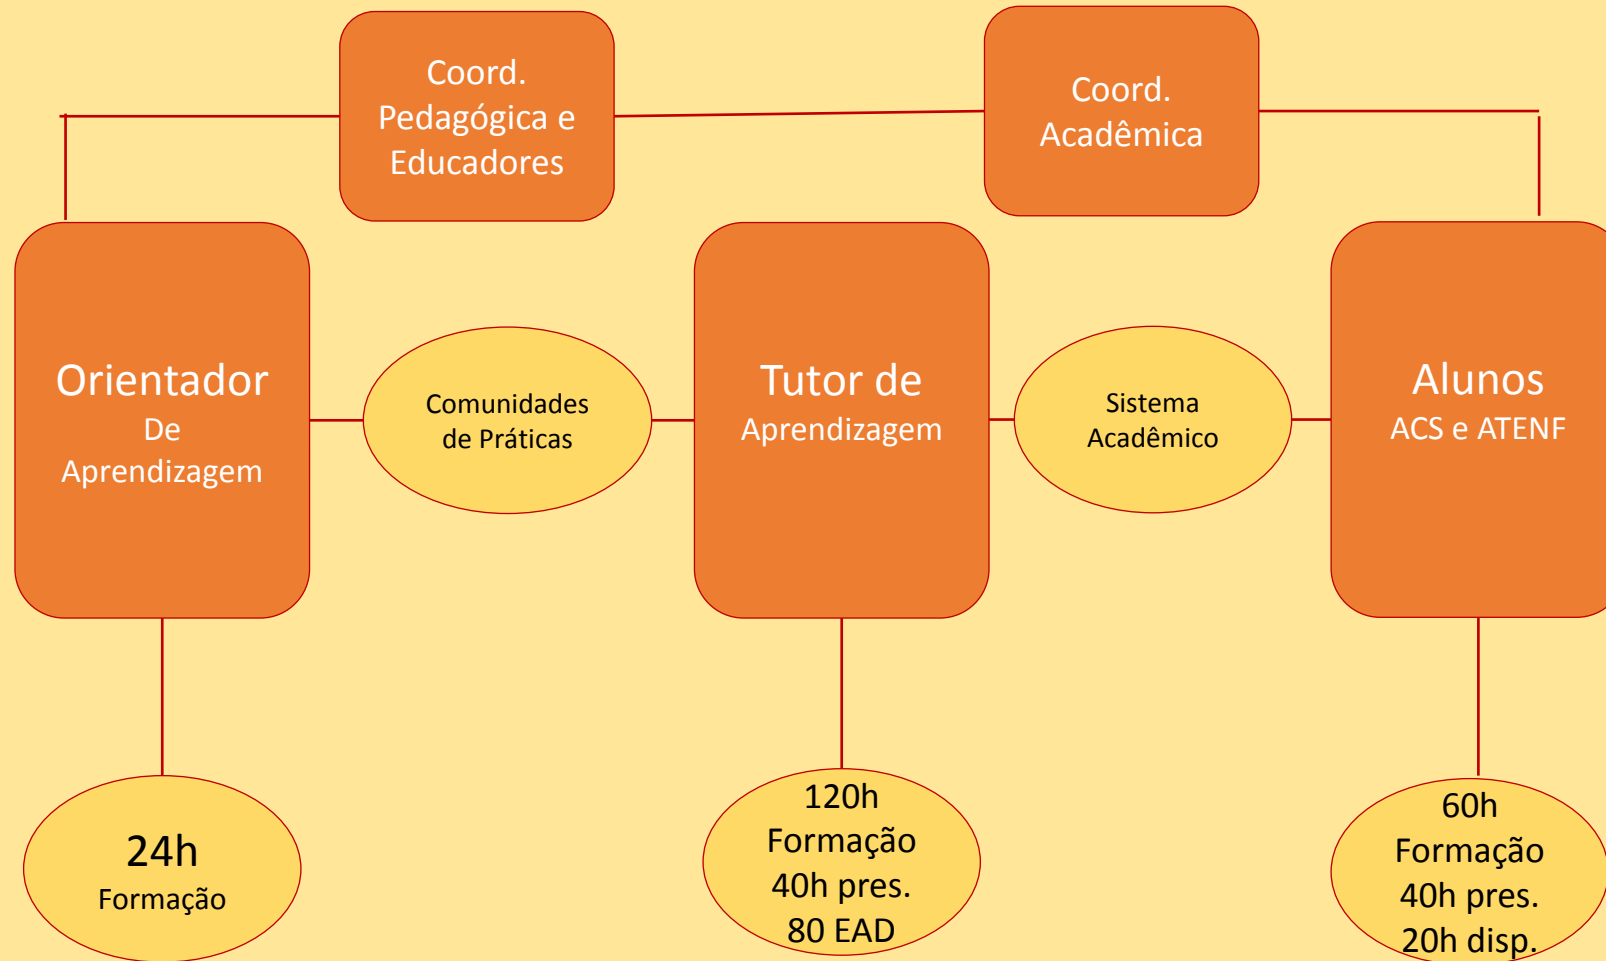 Coord.
Pedagógica e
Educadores
Coord.
Acadêmica
Orientador
De
Aprendizagem
Comunidades
de Práticas
Tutor de
Aprendizagem
Sistema
Acadêmico
Alunos
ACS e ATENF
24h
Formação
120h
Formação
40h pres.
80 EAD
60h
Formação
40h pres.
20h disp.